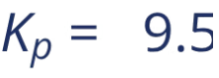 Kp = 9.5